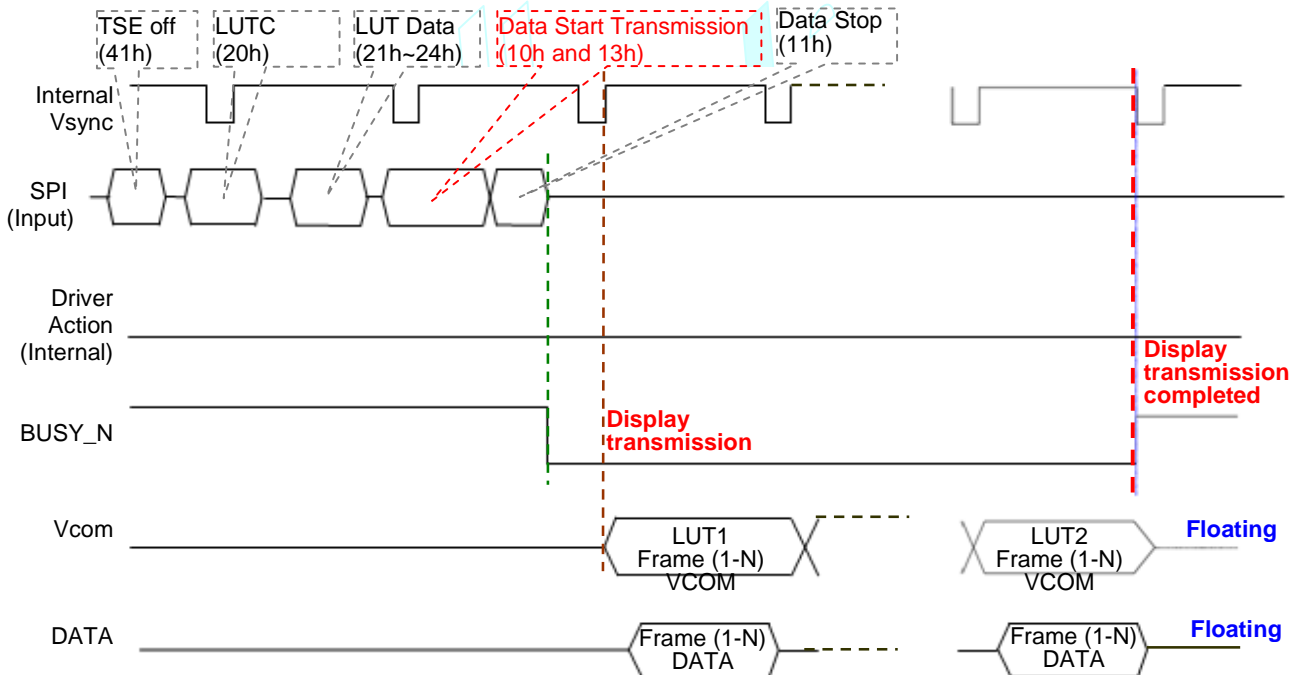 TSE off
(41h)
LUTC
(20h)
LUT Data
(21h~24h)
Data Start Transmission
(10h and 13h)
Data Stop
(11h)
Internal
Vsync
SPI
(Input)
Driver
Action
(Internal)
Display
transmission
completed
BUSY_N
Display
transmission
Vcom
LUT1
Frame (1-N)
VCOM
LUT2
Frame (1-N)
VCOM
Floating
DATA
Frame (1-N)
DATA
Frame (1-N)
DATA
Floating